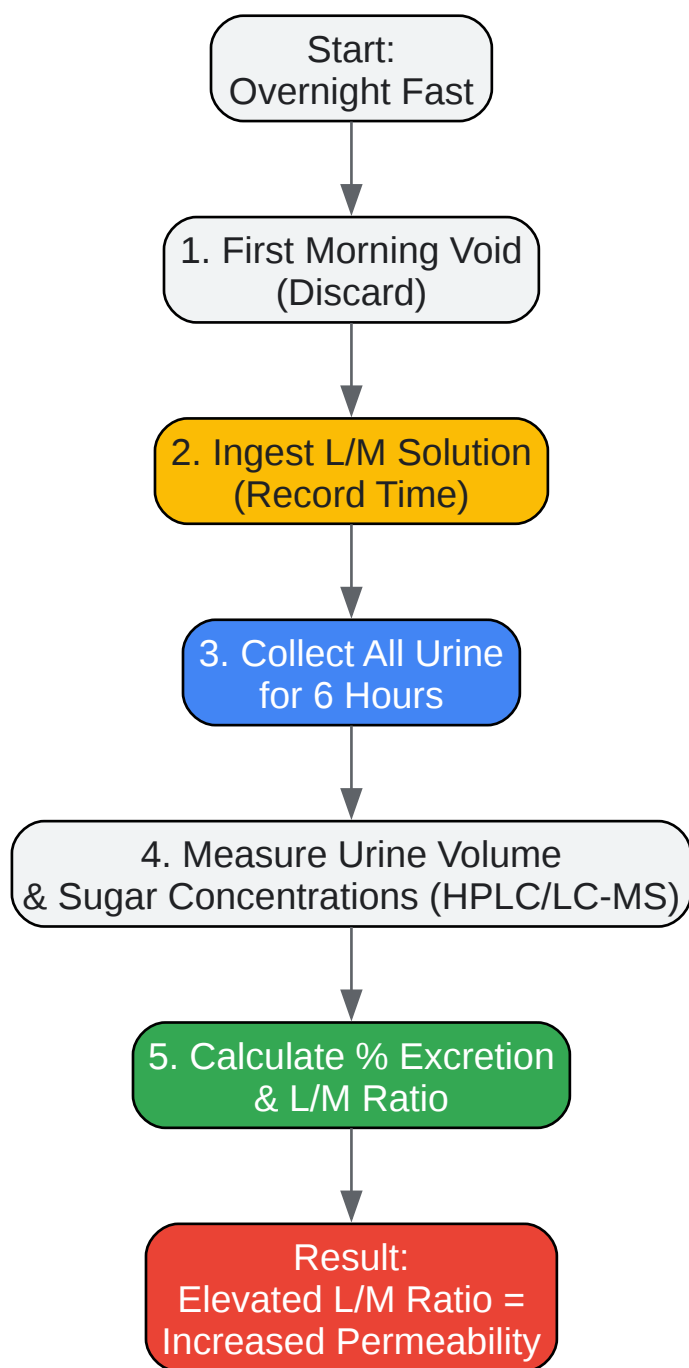 Start:
Overnight Fast
1. First Morning Void
(Discard)
2. Ingest L/M Solution
(Record Time)
3. Collect All Urine
for 6 Hours
4. Measure Urine Volume
& Sugar Concentrations (HPLC/LC-MS)
5. Calculate % Excretion
& L/M Ratio
Result:
Elevated L/M Ratio =
Increased Permeability